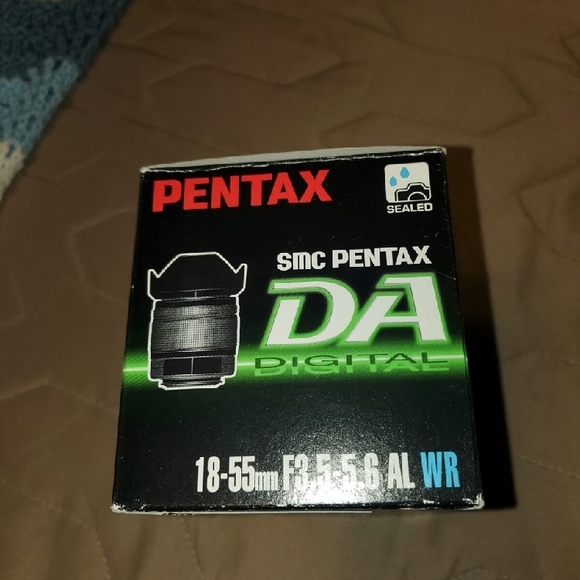 PENTAX
SEALED
smc PENTAX
DA
DIGITAL
18-55mm F3.5-5.6 AL WR